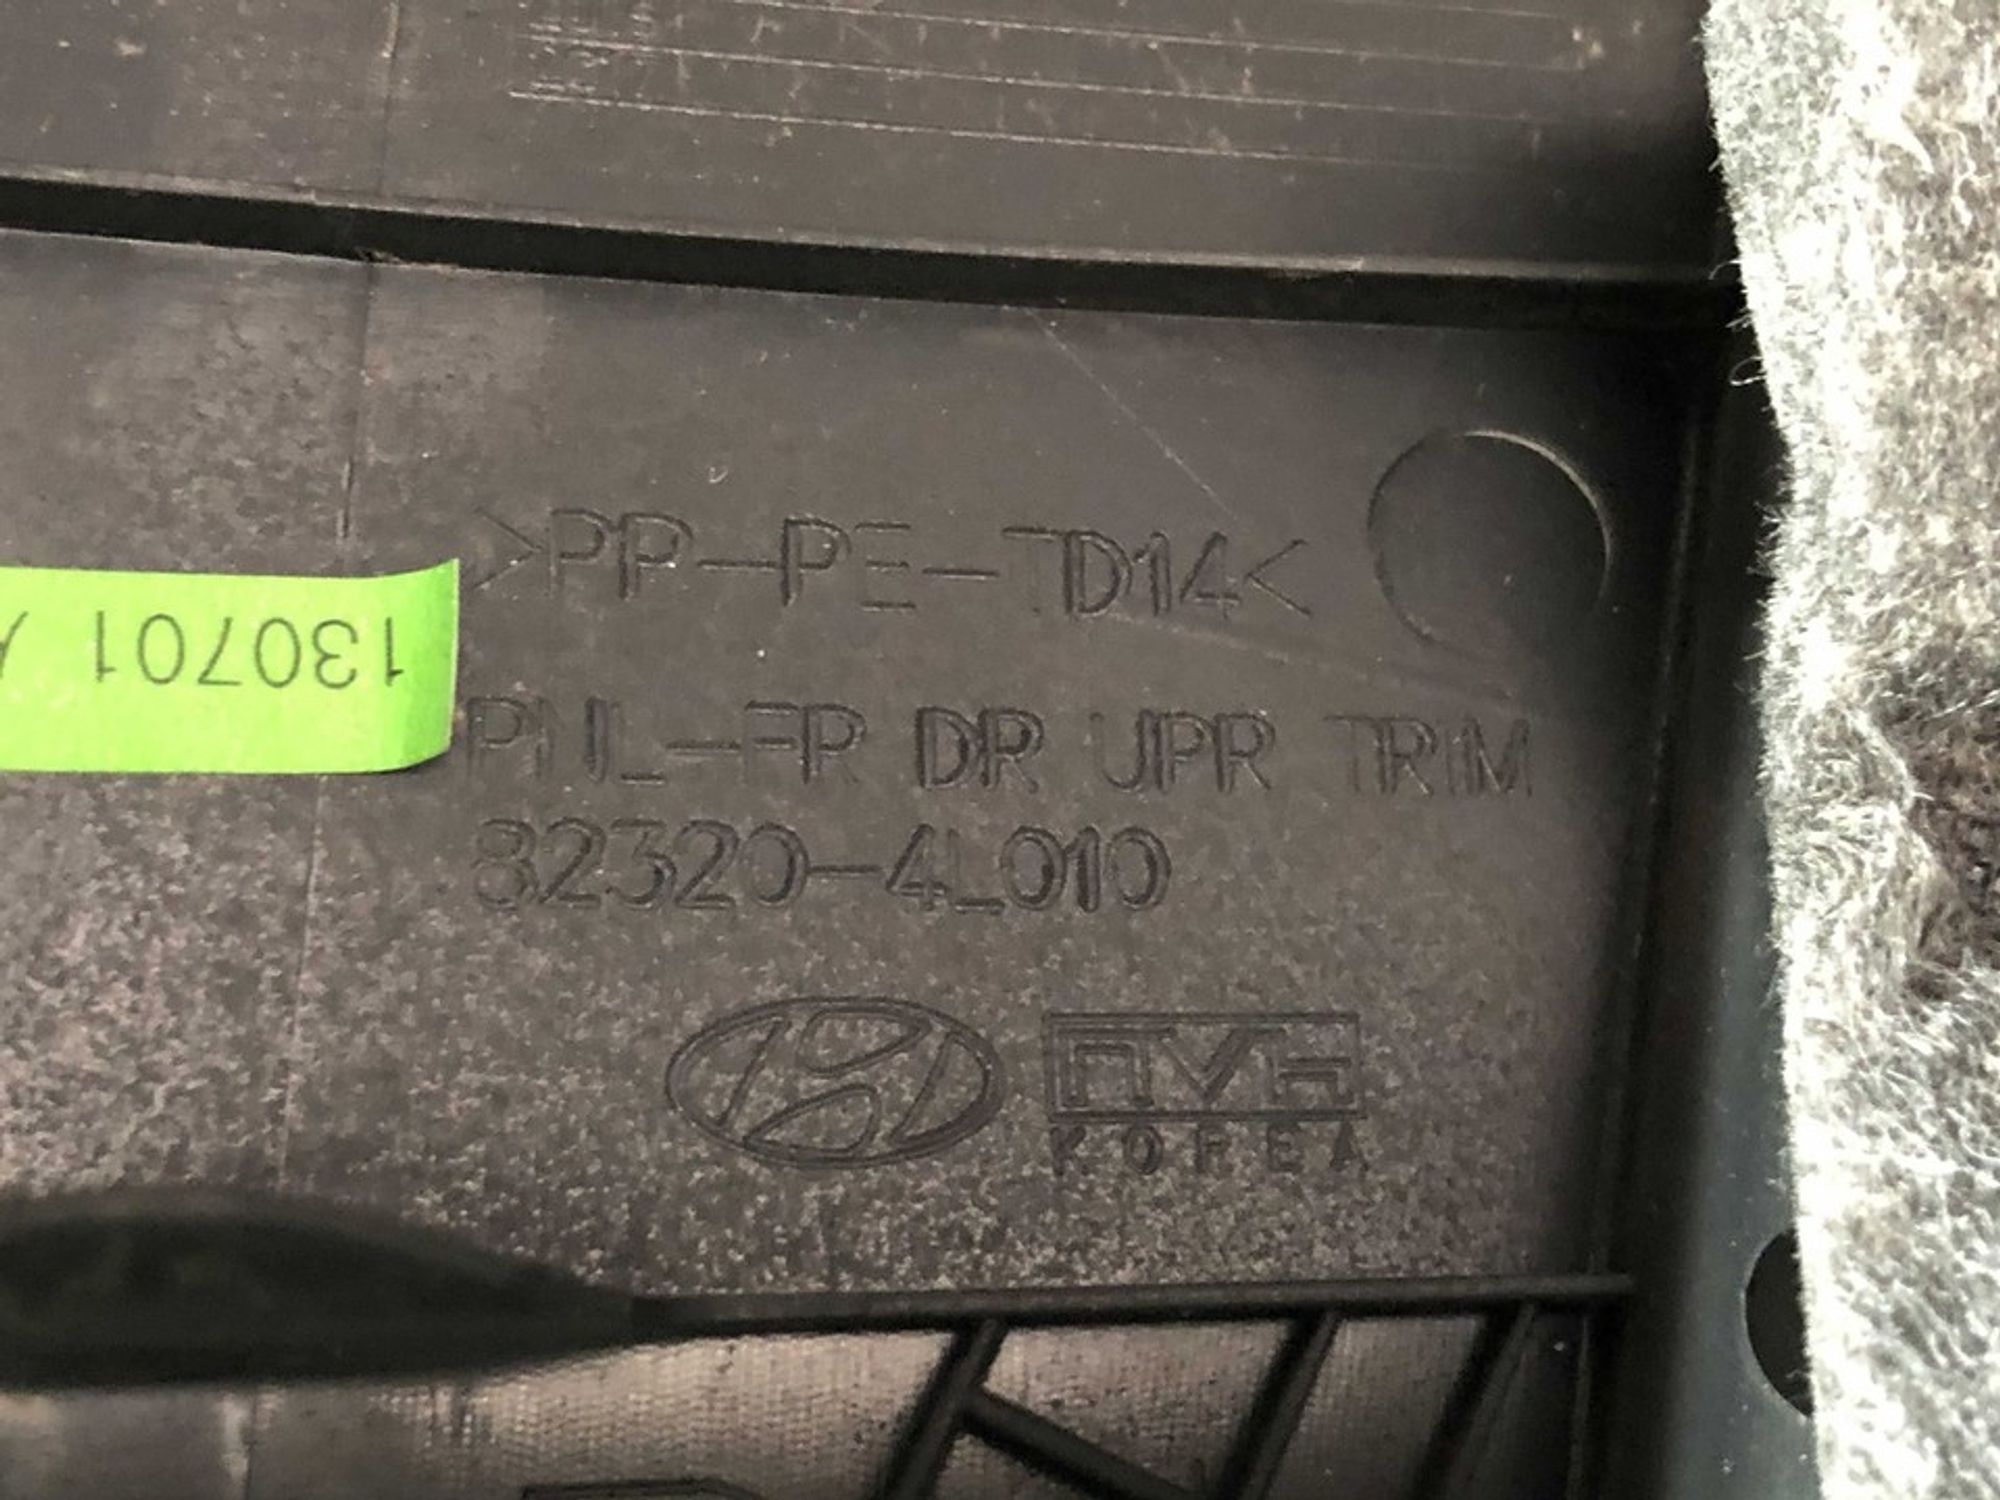 >PP-PE-TD14<
130701
PNL-FR DR UPR TRIM
82320-4L010
NVH
KOREA